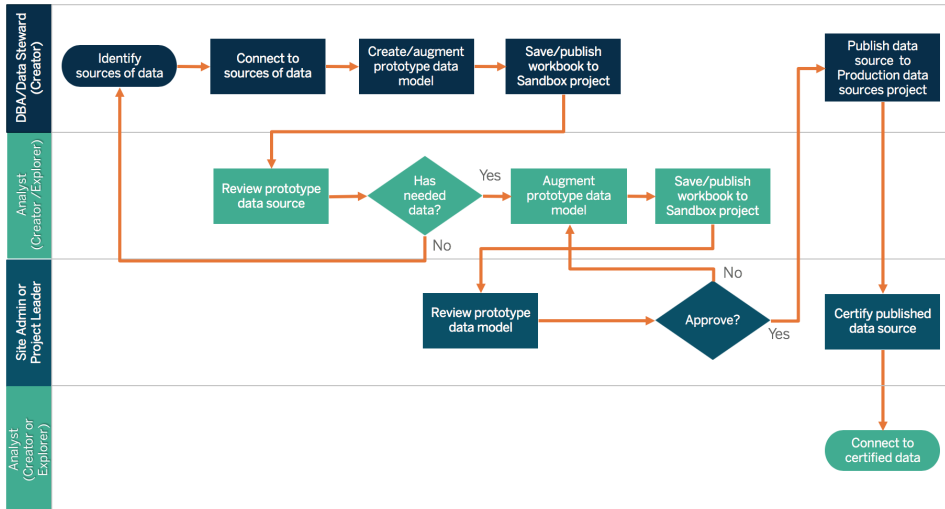 DBA/Data Steward
(Creator)
Identify
sources of data
Connect to
sources of data
Create/augment
prototype data
model
Save/publish
workbook to
Sandbox project
Publish data
source to
Production data
sources project
Analyst
(Creator /Explorer)
Review prototype
data source
Has
needed
data?
Yes
No
Augment
prototype data
model
Save/publish
workbook to
Sandbox project
Site Admin or
Project Leader
Review prototype
data model
Approve?
No
Yes
Certify published
data source
Analyst
(Creator or
Explorer)
Connect to
certified data